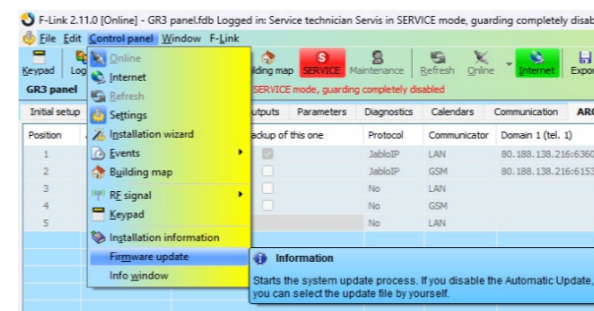 F-Link 2.11.0 [Online] - GR3 panel.fdb Logged in: Service technician Servis in SERVICE mode, guarding completely disab
File Edit Control panel Window F-Link
Keypad Log ilding map SERVICE Maintenance Refresh Online Internet Expor
GR3 panel SERVICE mode, guarding completely disabled
Initial setup utputs Parameters Diagnostics Calendars Communication ARC
Position ackup of this one Protocol Communicator Domain 1 (tel. 1)
1 JabloIP LAN 80.188.138.216:6360
2 JabloIP GSM 80.188.138.216:6153
3 No LAN
4 No GSM
5 No LAN
Online
Internet
Refresh
Settings
Installation wizard
Events
Building map
RF signal
Keypad
Installation information
Firmware update
Info window
Information
Starts the system update process. If you disable the Automatic Update,
you can select the update file by yourself.